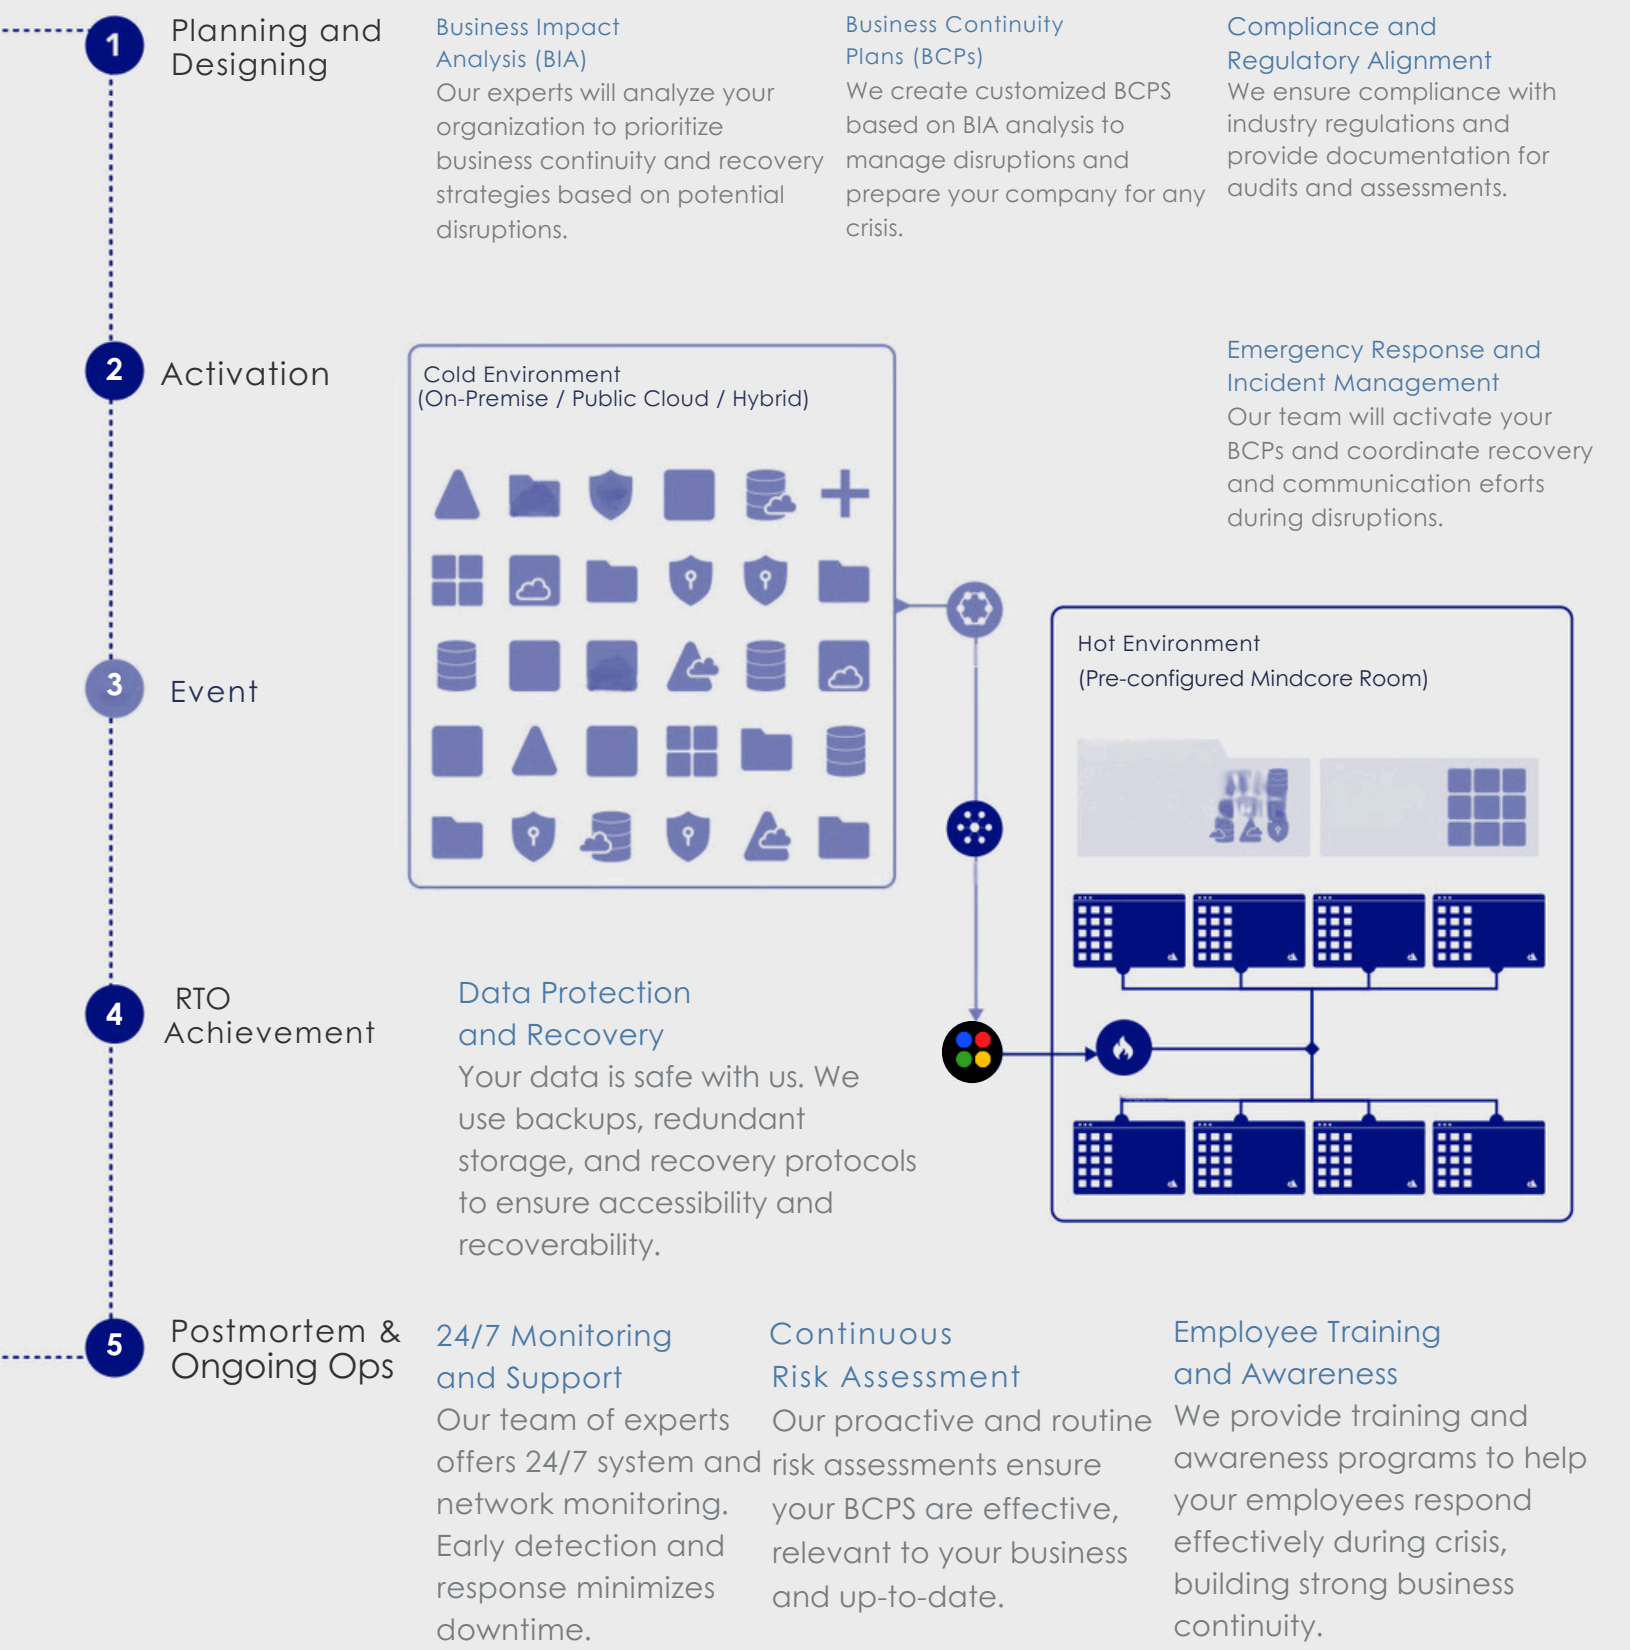 1
Planning and
Designing
Business Impact
Analysis (BIA)
Our experts will analyze your
organization to prioritize
business continuity and recovery
strategies based on potential
disruptions.
Business Continuity
Plans (BCPs)
We create customized BCPS
based on BIA analysis to
manage disruptions and
prepare your company for any
crisis.
Compliance and
Regulatory Alignment
We ensure compliance with
industry regulations and
provide documentation for
audits and assessments.
2
Activation
Cold Environment
(On-Premise / Public Cloud / Hybrid)
Emergency Response and
Incident Management
Our team will activate your
BCPs and coordinate recovery
and communication eforts
during disruptions.
3
Event
Hot Environment
(Pre-configured Mindcore Room)
4
RTO
Achievement
Data Protection
and Recovery
Your data is safe with us. We
use backups, redundant
storage, and recovery protocols
to ensure accessibility and
recoverability.
5
Postmortem &
Ongoing Ops
24/7 Monitoring
and Support
Our team of experts
offers 24/7 system and
network monitoring.
Early detection and
response minimizes
downtime.
Continuous
Risk Assessment
Our proactive and routine
risk assessments ensure
your BCPS are effective,
relevant to your business
and up-to-date.
Employee Training
and Awareness
We provide training and
awareness programs to help
your employees respond
effectively during crisis,
building strong business
continuity.